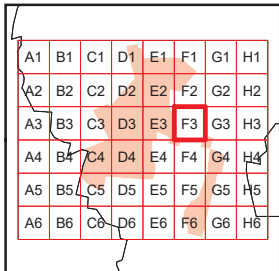 A1 B1 C1 D1 E1 F1 G1 H1
A2 B2 C2 D2 E2 F2 G2 H2
A3 B3 C3 D3 E3 F3 G3 H3
A4 B4 C4 D4 E4 F4 G4 H4
A5 B5 C5 D5 E5 F5 G5 H5
A6 B6 C6 D6 E6 F6 G6 H6